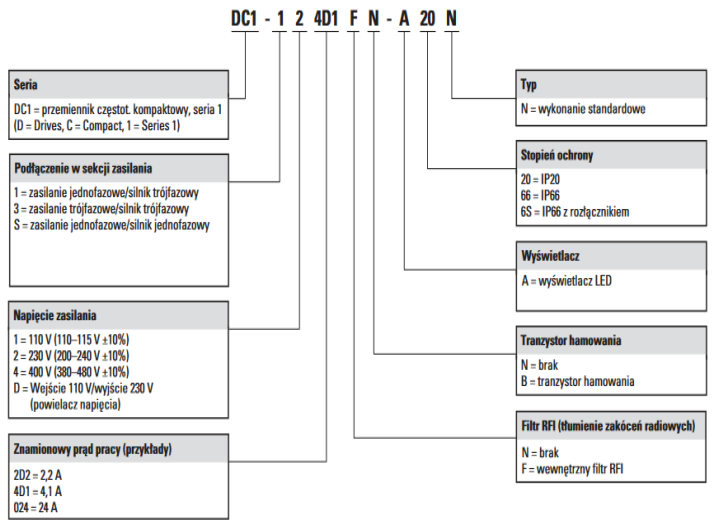 DC1 - 1 2 4D1 F N - A 20 N
Seria
DC1 = przemiennik częstot. kompaktowy, seria 1
(D = Drives, C = Compact, 1 = Series 1)
Podłączenie w sekcji zasilania
1 = zasilanie jednofazowe/silnik trójfazowy
3 = zasilanie trójfazowe/silnik trójfazowy
S = zasilanie jednofazowe/silnik jednofazowy
Napięcie zasilania
1 = 110 V (110–115 V ±10%)
2 = 230 V (200–240 V ±10%)
4 = 400 V (380–480 V ±10%)
D = Wejście 110 V/wyjście 230 V
(powielacz napięcia)
Znamionowy prąd pracy (przykłady)
2D2 = 2,2 A
4D1 = 4,1 A
024 = 24 A
Typ
N = wykonanie standardowe
Stopień ochrony
20 = IP20
66 = IP66
6S = IP66 z rozłącznikiem
Wyświetlacz
A = wyświetlacz LED
Tranzystor hamowania
N = brak
B = tranzystor hamowania
Filtr RFI (tłumienie zakóceń radiowych)
N = brak
F = wewnętrzny filtr RFI